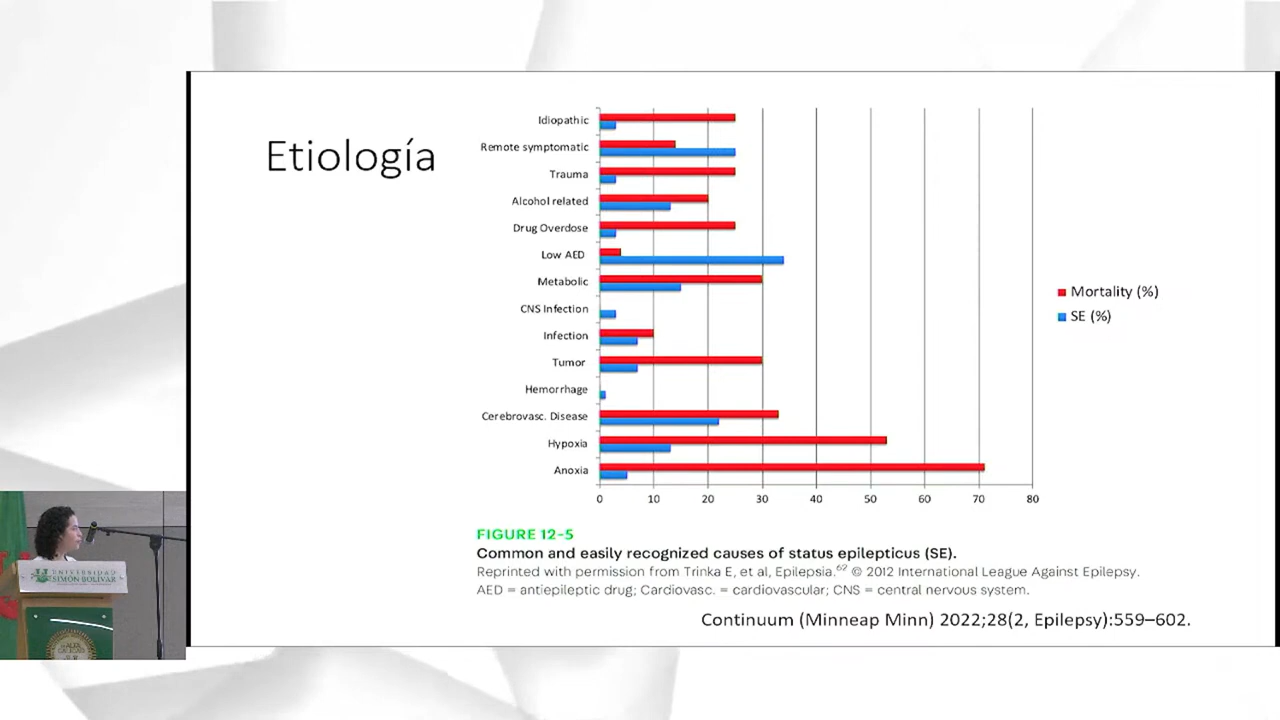 Etiología
Idiopathic
Remote symptomatic
Trauma
Alcohol related
Drug Overdose
Low AED
Metabolic
CNS Infection
Infection
Tumor
Hemorrhage
Cerebrovasc. Disease
Hypoxia
Anoxia
0 10 20 30 40 50 60 70 80
Mortality (%)
SE (%)
FIGURE 12-5
Common and easily recognized causes of status epilepticus (SE).
Reprinted with permission from Trinka E, et al, Epilepsia.⁶² © 2012 International League Against Epilepsy.
AED = antiepileptic drug; Cardiovasc. = cardiovascular; CNS = central nervous system.
Continuum (Minneap Minn) 2022;28(2, Epilepsy):559–602.
UNIVERSIDAD
SIMÓN BOLÍVAR